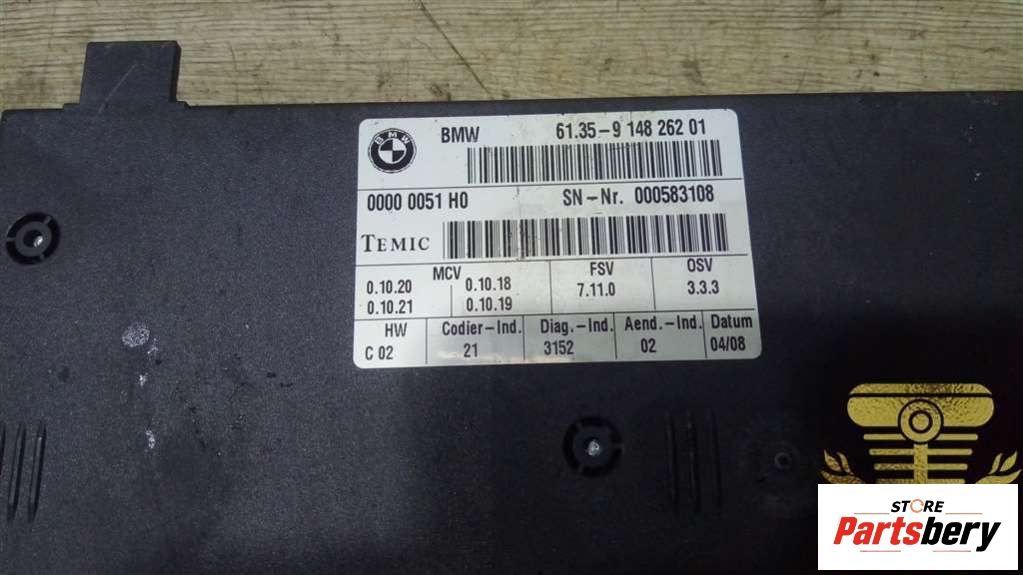 BMW
BMW 61.35-9 148 262 01
0000 0051 H0 SN-Nr. 000583108
TEMIC
MCV FSV OSV
0.10.20 0.10.18 7.11.0 3.3.3
0.10.21 0.10.19
HW Codier-Ind. Diag.-Ind. Aend.-Ind. Datum
C 02 21 3152 02 04/08
STORE
Partsbery